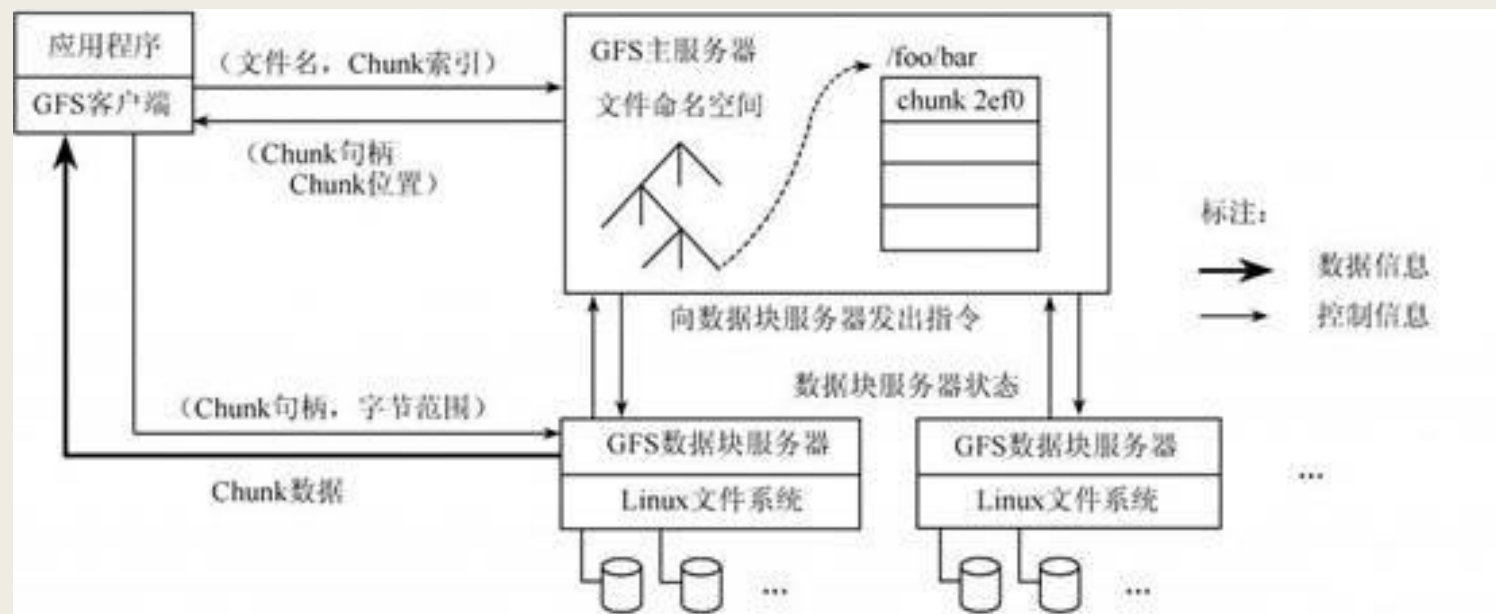 应用程序
GFS客户端
(文件名，Chunk索引)
(Chunk句柄
Chunk位置)
GFS主服务器
文件命名空间
/foo/bar
chunk 2ef0
标注：
数据信息
控制信息
向数据块服务器发出指令
数据块服务器状态
(Chunk句柄，字节范围)
Chunk数据
GFS数据块服务器
Linux文件系统
...
GFS数据块服务器
Linux文件系统
...
...